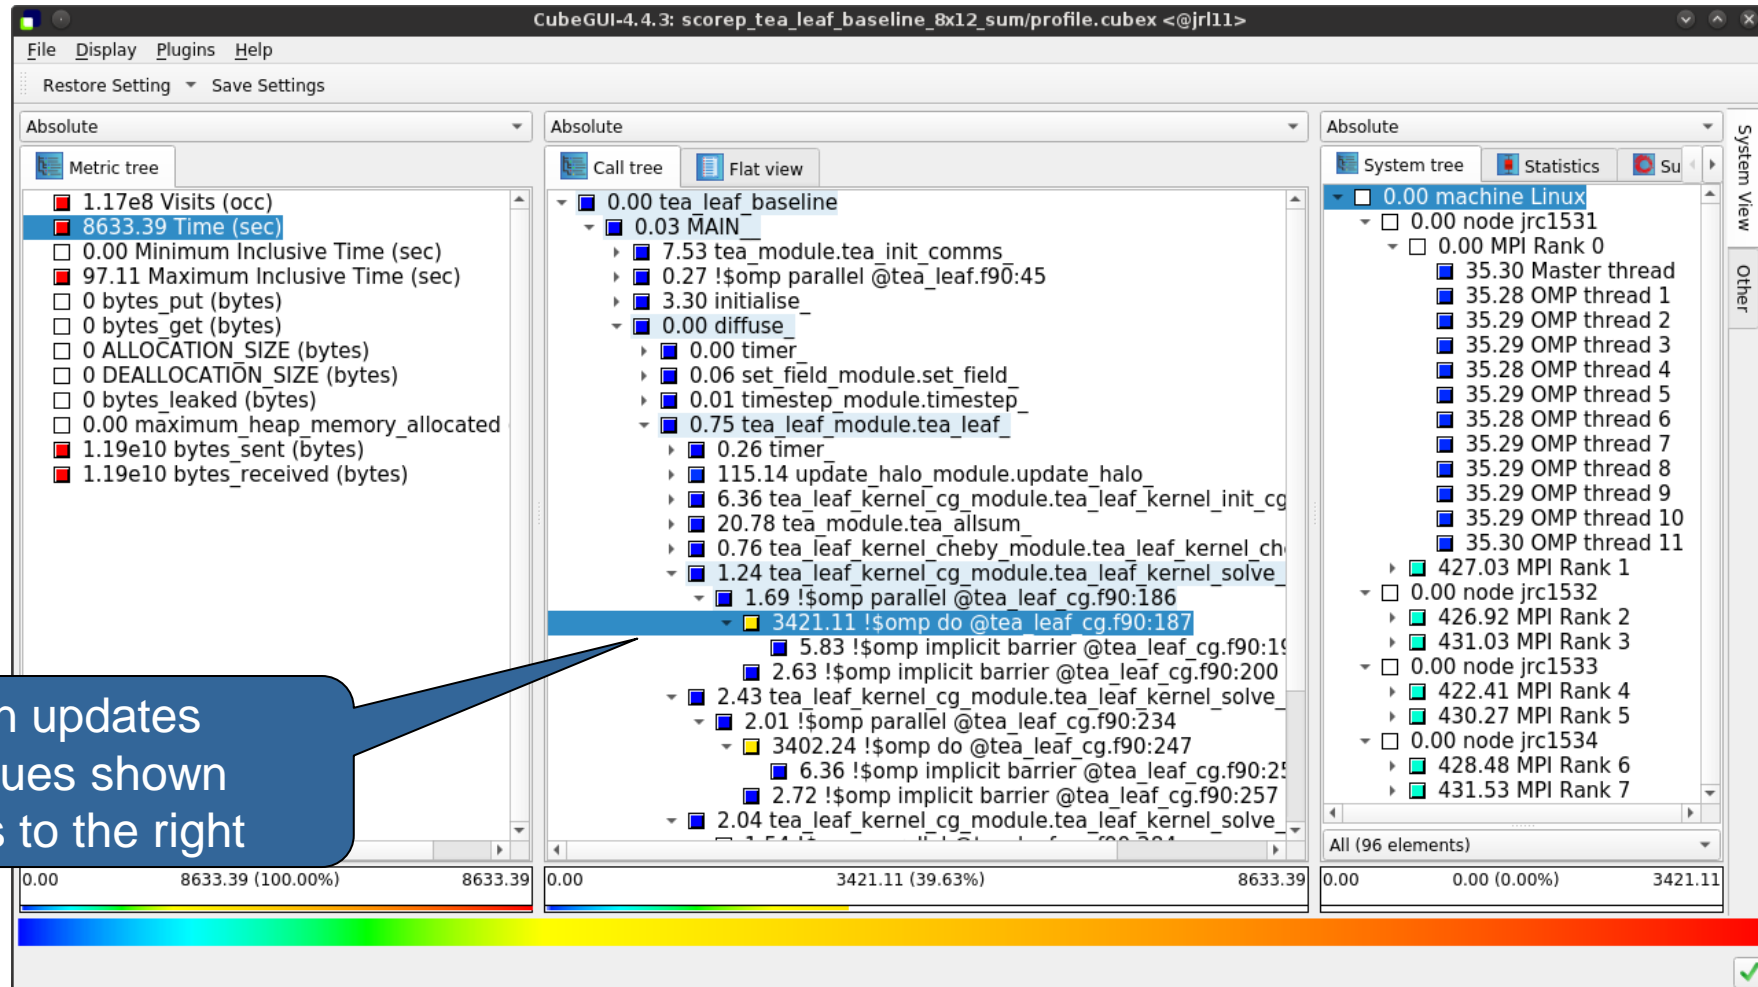 CubeGUI-4.4.3: scorep_tea_leaf_baseline_8x12_sum/profile.cubex <@jrl11>
File Display Plugins Help
Restore Setting Save Settings
Absolute
Metric tree
1.17e8 Visits (occ)
8633.39 Time (sec)
0.00 Minimum Inclusive Time (sec)
97.11 Maximum Inclusive Time (sec)
0 bytes_put (bytes)
0 bytes_get (bytes)
0 ALLOCATION_SIZE (bytes)
0 DEALLOCATION_SIZE (bytes)
0 bytes_leaked (bytes)
0.00 maximum_heap_memory_allocated
1.19e10 bytes_sent (bytes)
1.19e10 bytes_received (bytes)
updates
shown
to the right
0.00 8633.39 (100.00%) 8633.39
Absolute
Call tree Flat view
0.00 tea_leaf_baseline
0.03 MAIN__
7.53 tea_module.tea_init_comms_
0.27 !$omp parallel @tea_leaf.f90:45
3.30 initialise_
0.00 diffuse_
0.00 timer_
0.06 set_field_module.set_field_
0.01 timestep_module.timestep_
0.75 tea_leaf_module.tea_leaf_
0.26 timer_
115.14 update_halo_module.update_halo_
6.36 tea_leaf_kernel_cg_module.tea_leaf_kernel_init_cg
20.78 tea_module.tea_allsum_
0.76 tea_leaf_kernel_cheby_module.tea_leaf_kernel_ch
1.24 tea_leaf_kernel_cg_module.tea_leaf_kernel_solve_
1.69 !$omp parallel @tea_leaf_cg.f90:186
3421.11 !$omp do @tea_leaf_cg.f90:187
5.83 !$omp implicit barrier @tea_leaf_cg.f90:19
2.63 !$omp implicit barrier @tea_leaf_cg.f90:200
2.43 tea_leaf_kernel_cg_module.tea_leaf_kernel_solve_
2.01 !$omp parallel @tea_leaf_cg.f90:234
3402.24 !$omp do @tea_leaf_cg.f90:247
6.36 !$omp implicit barrier @tea_leaf_cg.f90:25
2.72 !$omp implicit barrier @tea_leaf_cg.f90:257
2.04 tea_leaf_kernel_cg_module.tea_leaf_kernel_solve_
0.00 3421.11 (39.63%) 8633.39
Absolute
System tree Statistics Su
0.00 machine Linux
0.00 node jrc1531
0.00 MPI Rank 0
35.30 Master thread
35.28 OMP thread 1
35.29 OMP thread 2
35.29 OMP thread 3
35.28 OMP thread 4
35.29 OMP thread 5
35.28 OMP thread 6
35.29 OMP thread 7
35.29 OMP thread 8
35.29 OMP thread 9
35.29 OMP thread 10
35.30 OMP thread 11
427.03 MPI Rank 1
0.00 node jrc1532
426.92 MPI Rank 2
431.03 MPI Rank 3
0.00 node jrc1533
422.41 MPI Rank 4
430.27 MPI Rank 5
0.00 node jrc1534
428.48 MPI Rank 6
431.53 MPI Rank 7
All (96 elements)
0.00 0.00 (0.00%) 3421.11
System View
Other